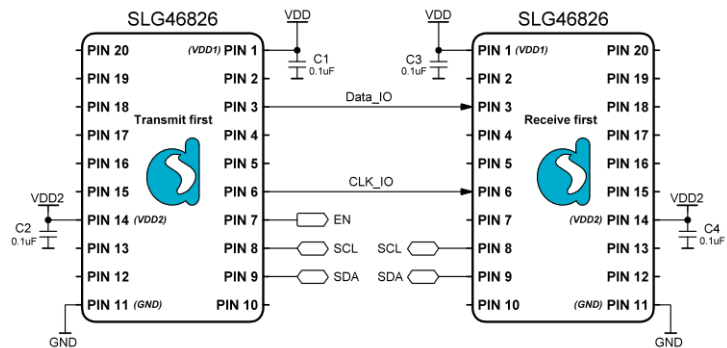 SLG46826
SLG46826
VDD
VDD
PIN 20
(VDD1) PIN 1
C1
0.1uF
C3
0.1uF
PIN 1 (VDD1)
PIN 20
PIN 19
PIN 2
PIN 2
PIN 19
PIN 18
PIN 3
Data_IO
PIN 3
PIN 18
Transmit first
Receive first
PIN 17
PIN 4
PIN 4
PIN 17
PIN 16
PIN 5
PIN 5
PIN 16
PIN 15
PIN 6
CLK_IO
PIN 6
PIN 15
VDD2
VDD2
C2
0.1uF
PIN 14 (VDD2)
PIN 7
EN
PIN 7
(VDD2) PIN 14
C4
0.1uF
PIN 13
PIN 8
SCL
SCL
PIN 8
PIN 13
PIN 12
PIN 9
SDA
SDA
PIN 9
PIN 12
PIN 11 (GND)
PIN 10
PIN 10
(GND) PIN 11
GND
GND